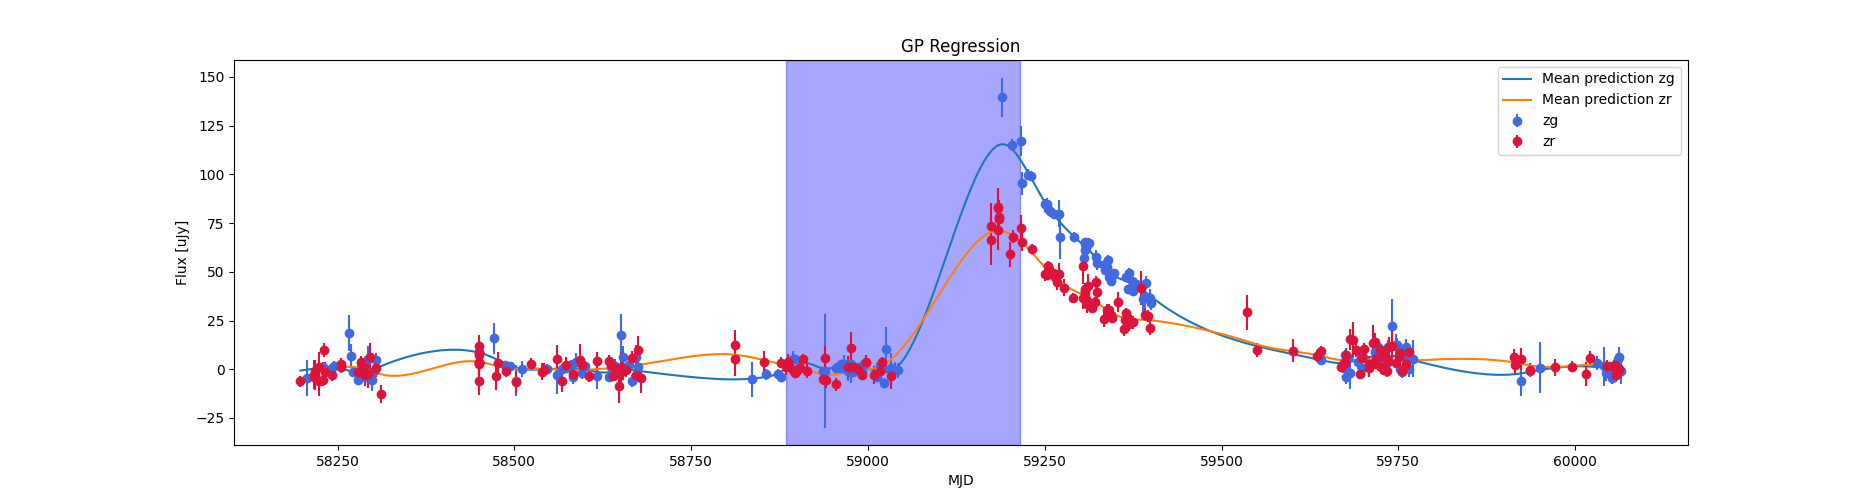 GP Regression
Mean prediction zg
Mean prediction zr
zg
zr
Flux [uJy]
150
125
100
75
50
25
0
−25
58250 58500 58750 59000 59250 59500 59750 60000
MJD